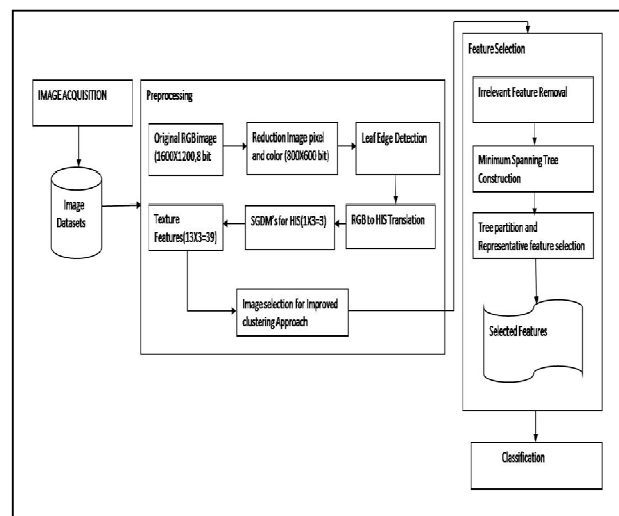 IMAGE ACQUISITION
Image
Datasets
Preprocessing
Original RGB image
(1600X1200,8 bit
Reduction Image pixel
and color (800X600 bit)
Leaf Edge Detection
RGB to HIS Translation
SGDM's for HIS(1X3=3)
Texture
Features(13X3=39)
Image selection for Improved
clustering Approach
Feature Selection
Irrelevant Feature Removal
Minimum Spanning Tree
Construction
Tree partition and
Representative feature selection
Selected Features
Classification